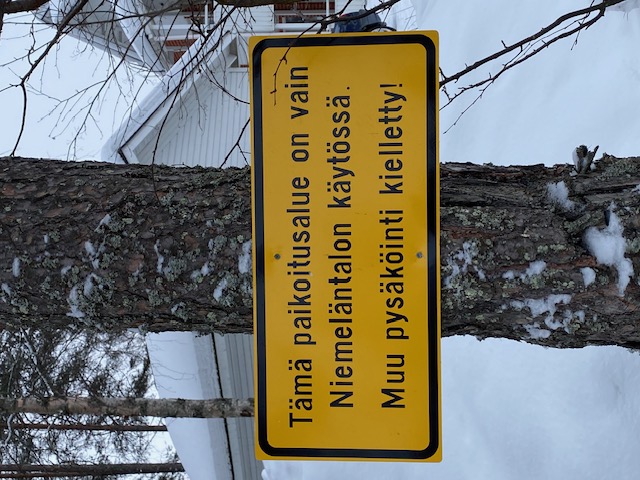 Tämä paikoitusalue on vain
Niemeläntalon käytössä.
Muu pysäköinti kielletty!